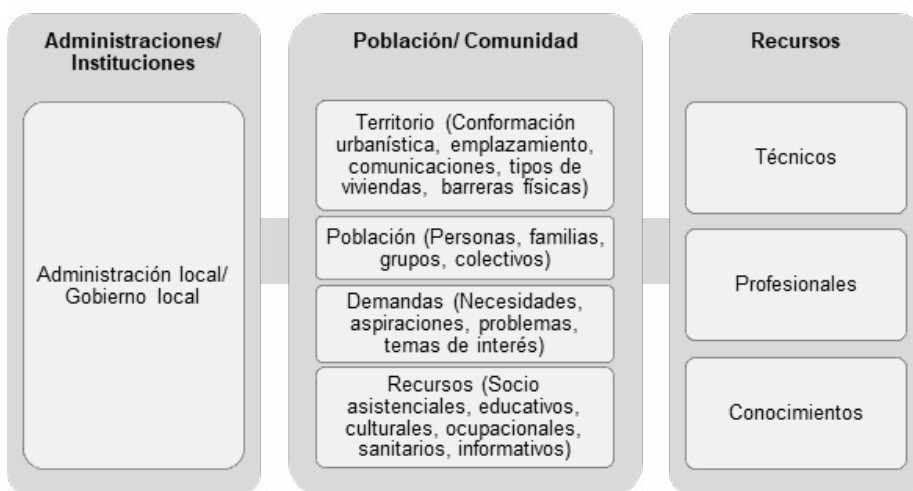 Administraciones/
Instituciones
Administración local/
Gobierno local
Población/ Comunidad
Territorio (Conformación
urbanística, emplazamiento,
comunicaciones, tipos de
viviendas, barreras físicas)
Población (Personas, familias,
grupos, colectivos)
Demandas (Necesidades,
aspiraciones, problemas,
temas de interés)
Recursos (Socio
asistenciales, educativos,
culturales, ocupacionales,
sanitarios, informativos)
Recursos
Técnicos
Profesionales
Conocimientos